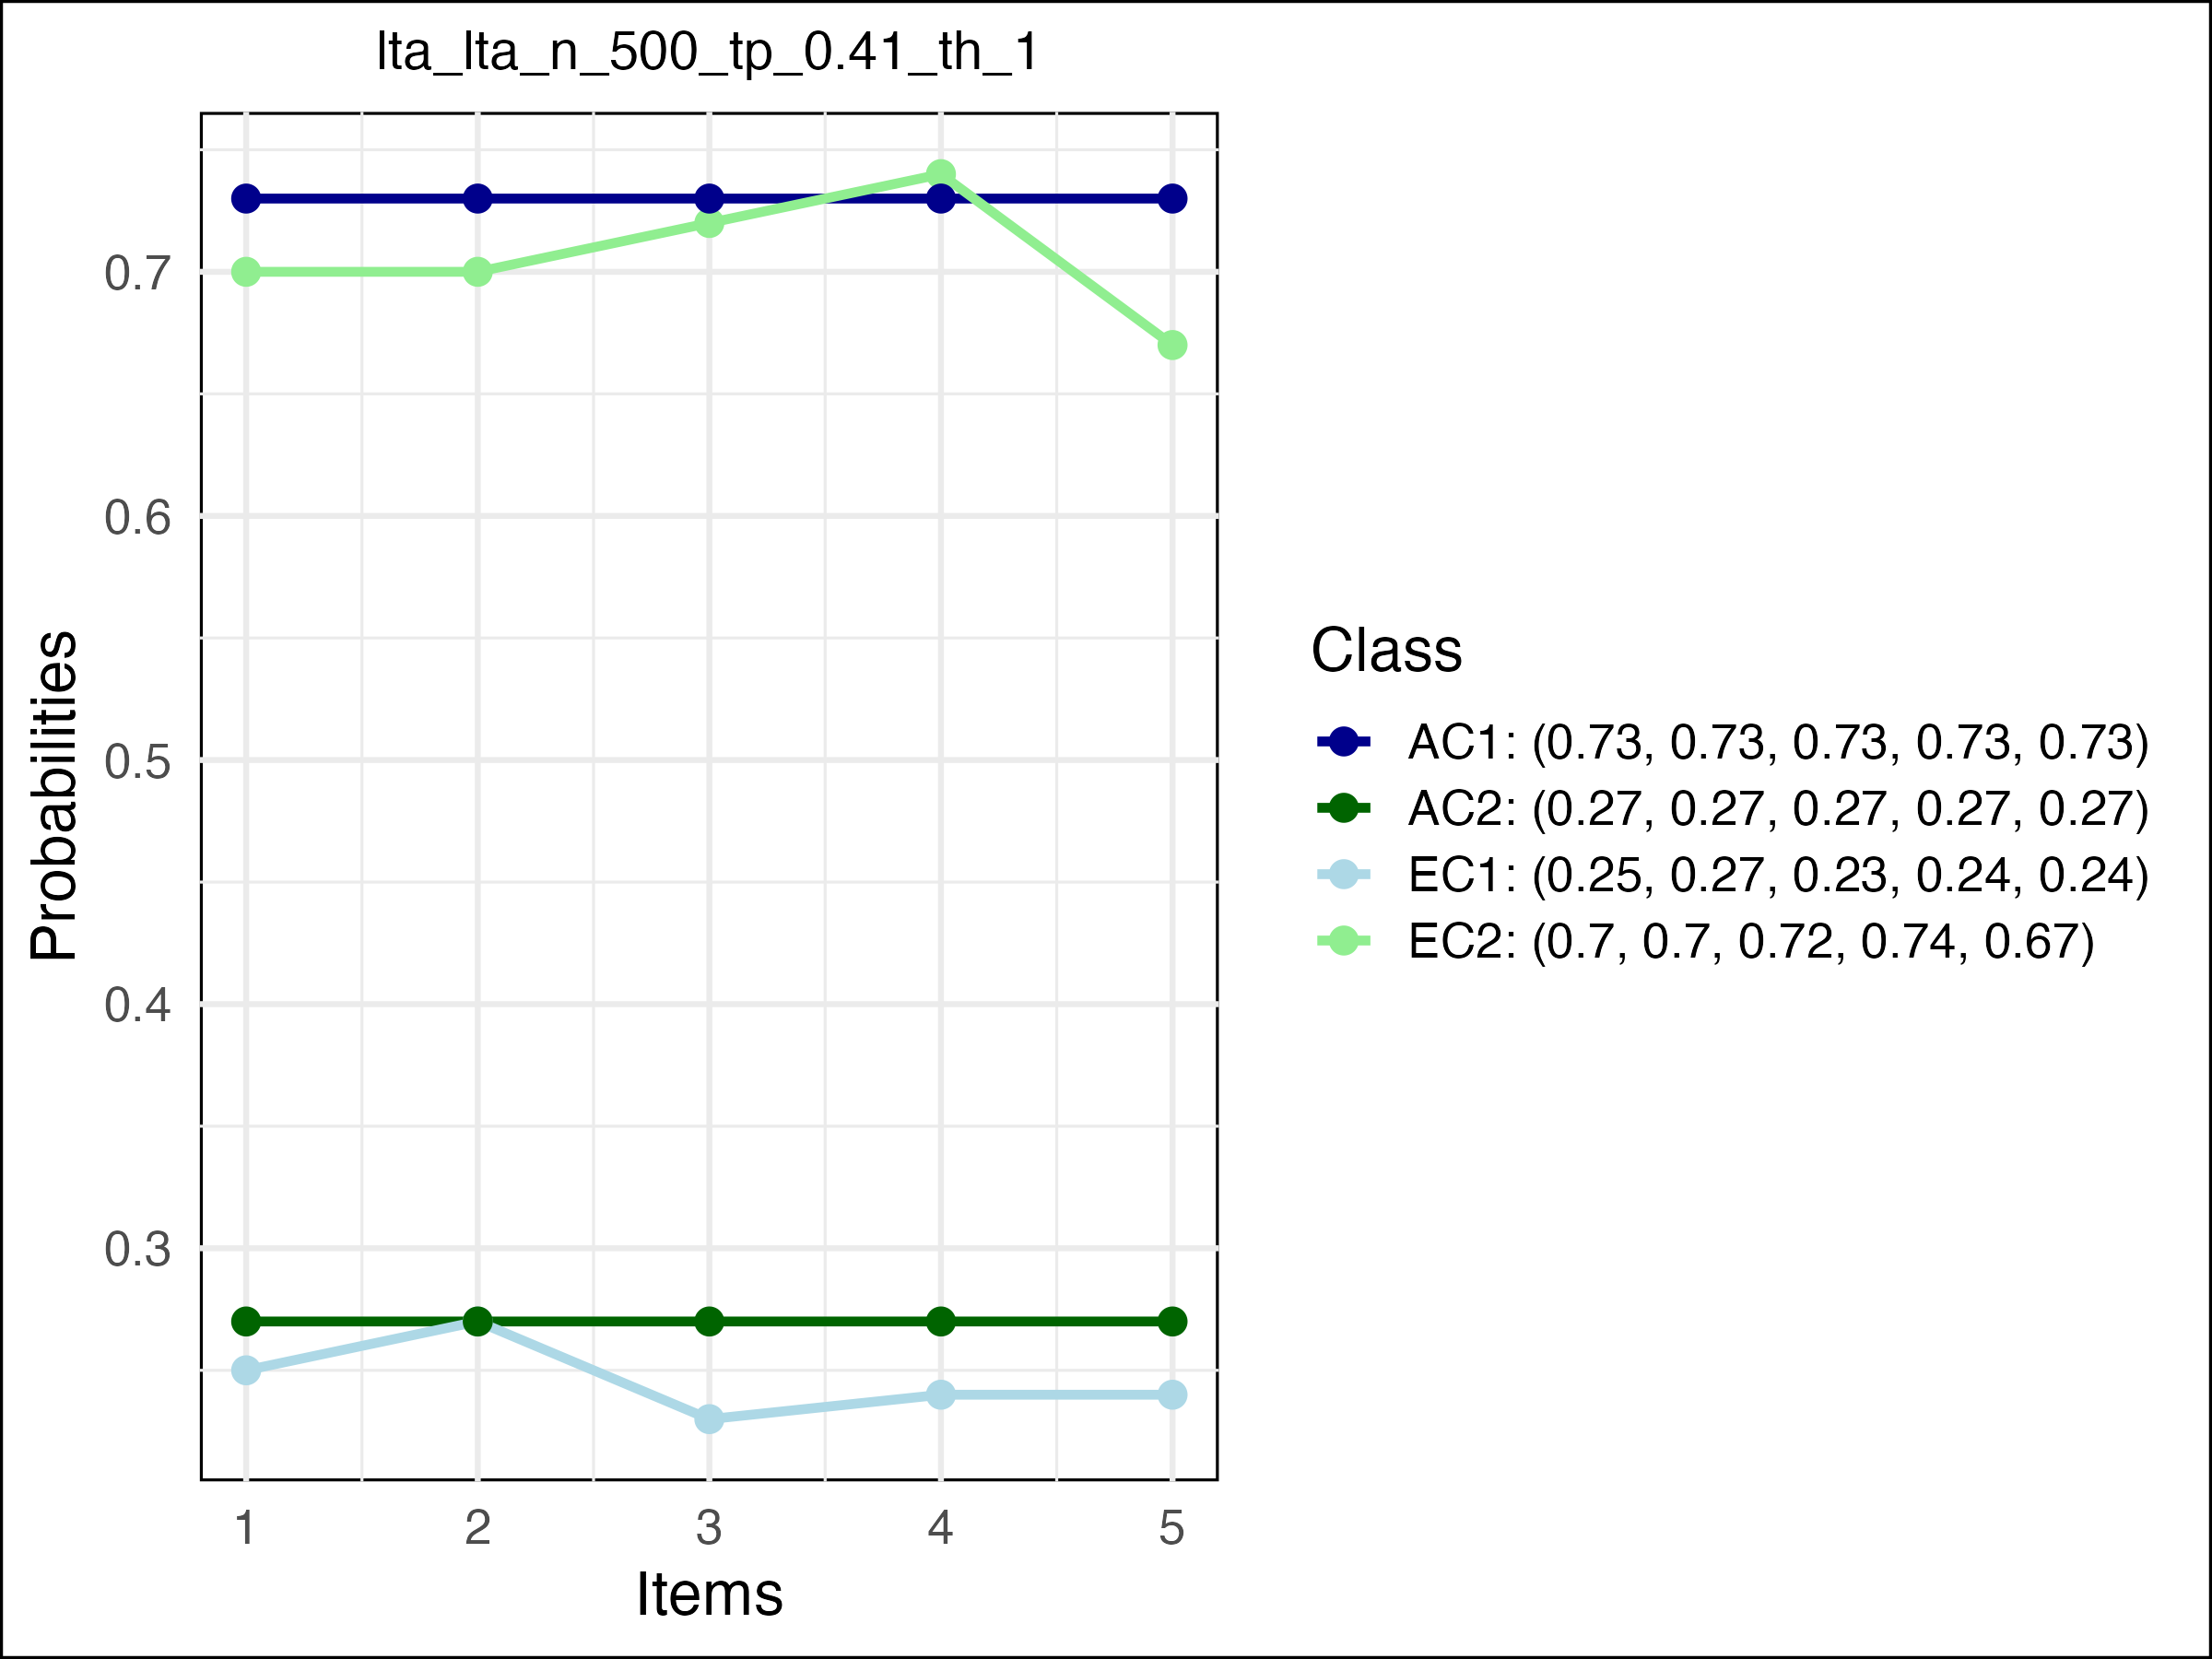 lta_lta_n_500_tp_0.41_th_1
Probabilities
0.7
0.6
0.5
0.4
0.3
1 2 3 4 5
Items
Class
AC1: (0.73, 0.73, 0.73, 0.73, 0.73)
AC2: (0.27, 0.27, 0.27, 0.27, 0.27)
EC1: (0.25, 0.27, 0.23, 0.24, 0.24)
EC2: (0.7, 0.7, 0.72, 0.74, 0.67)